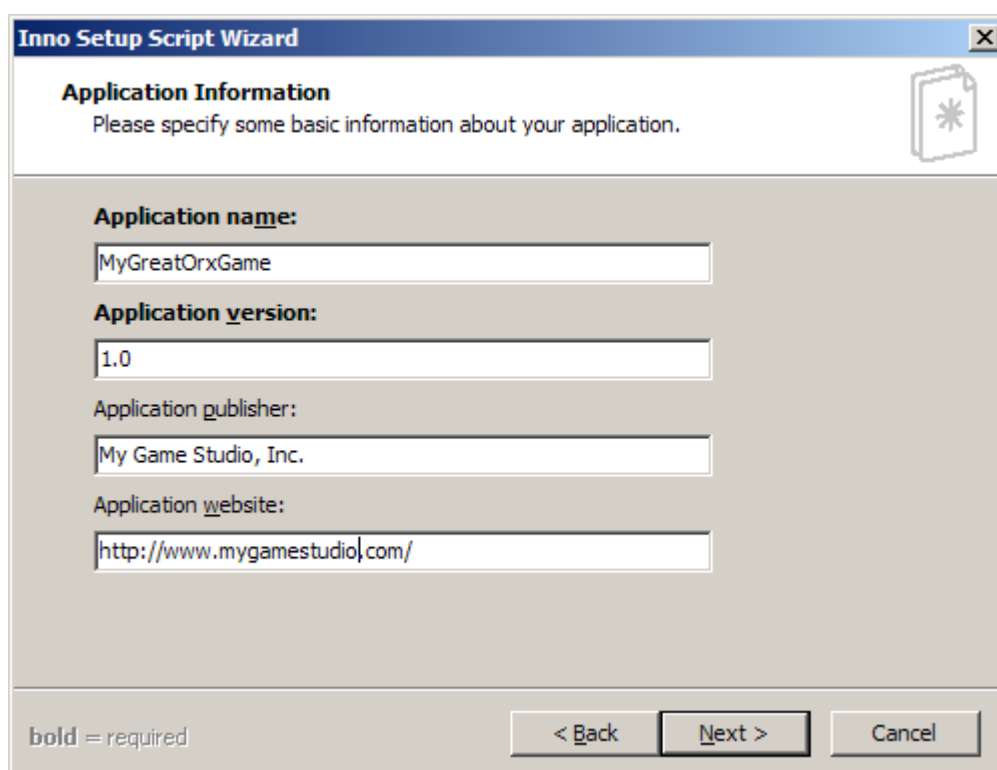 Inno Setup Script Wizard
Application Information
Please specify some basic information about your application.
Application name:
MyGreatOrxGame
Application version:
1.0
Application publisher:
My Game Studio, Inc.
Application website:
http://www.mygamestudio.com/
bold = required
< Back Next > Cancel